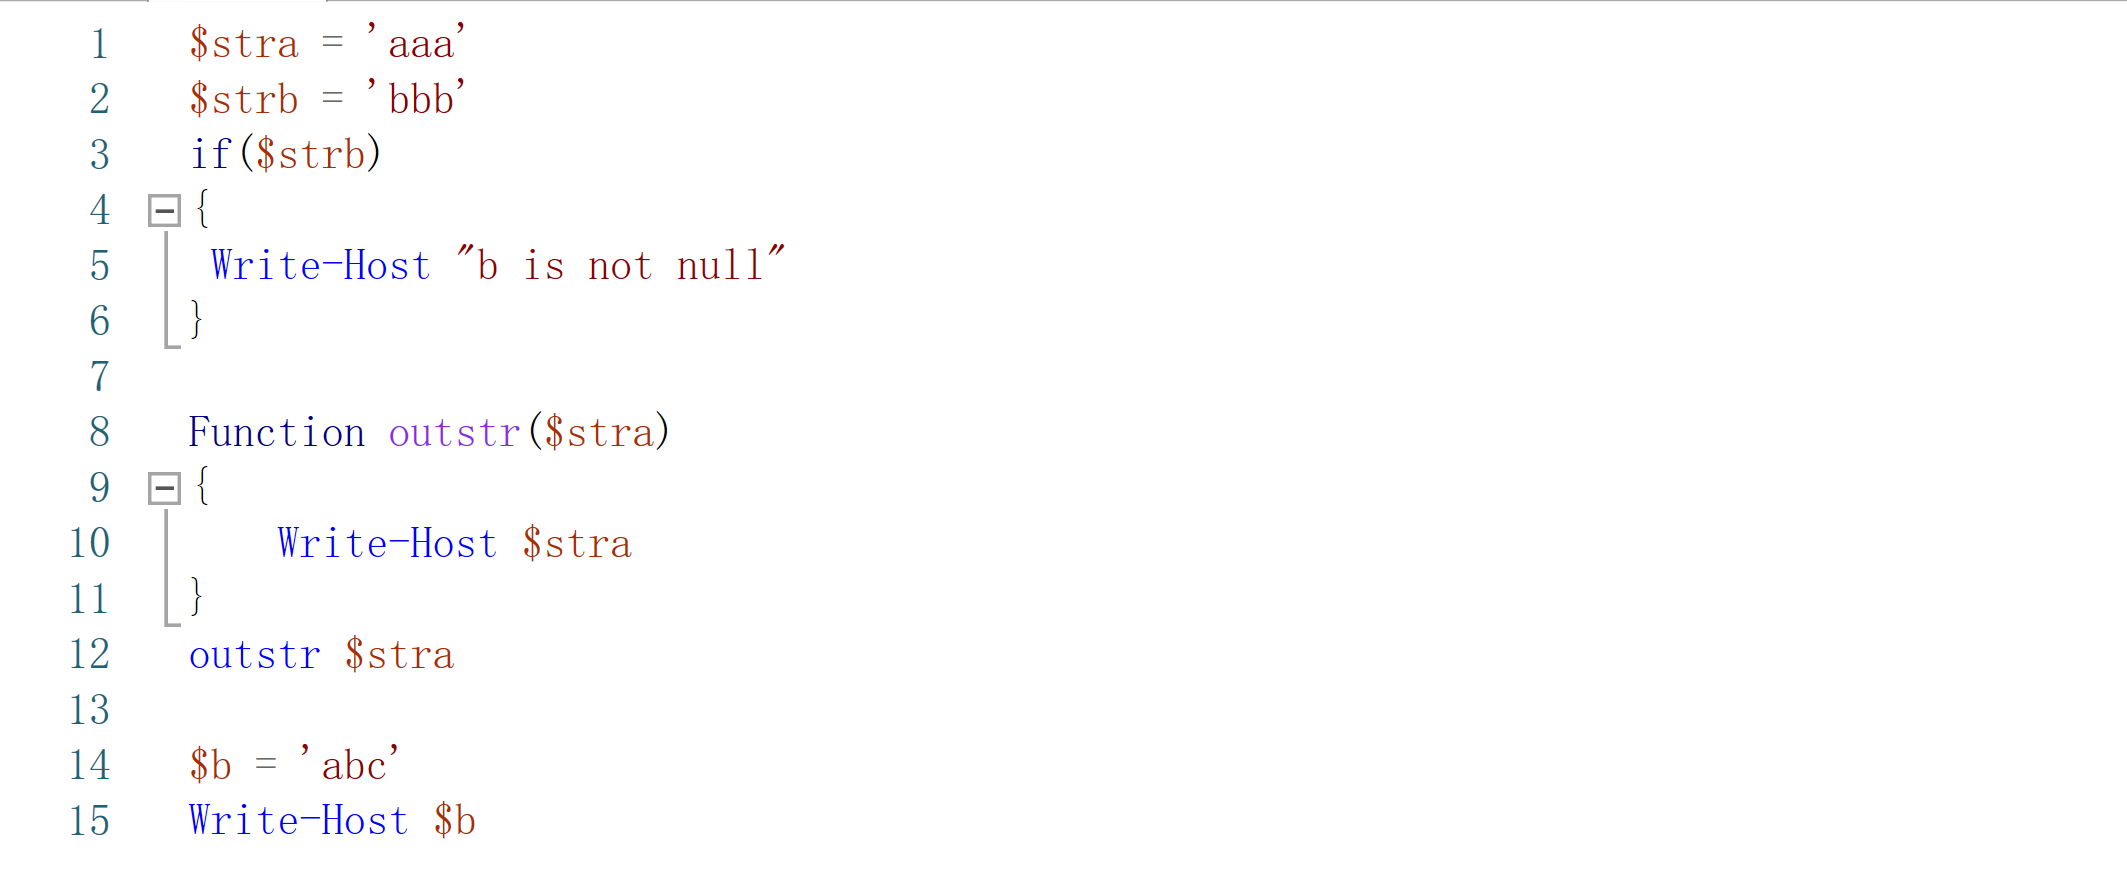 1 $stra = 'aaa'
2 $strb = 'bbb'
3 if($strb)
4 {
5  Write-Host "b is not null"
6 }
7
8 Function outstr($stra)
9 {
10     Write-Host $stra
11 }
12 outstr $stra
13
14 $b = 'abc'
15 Write-Host $b